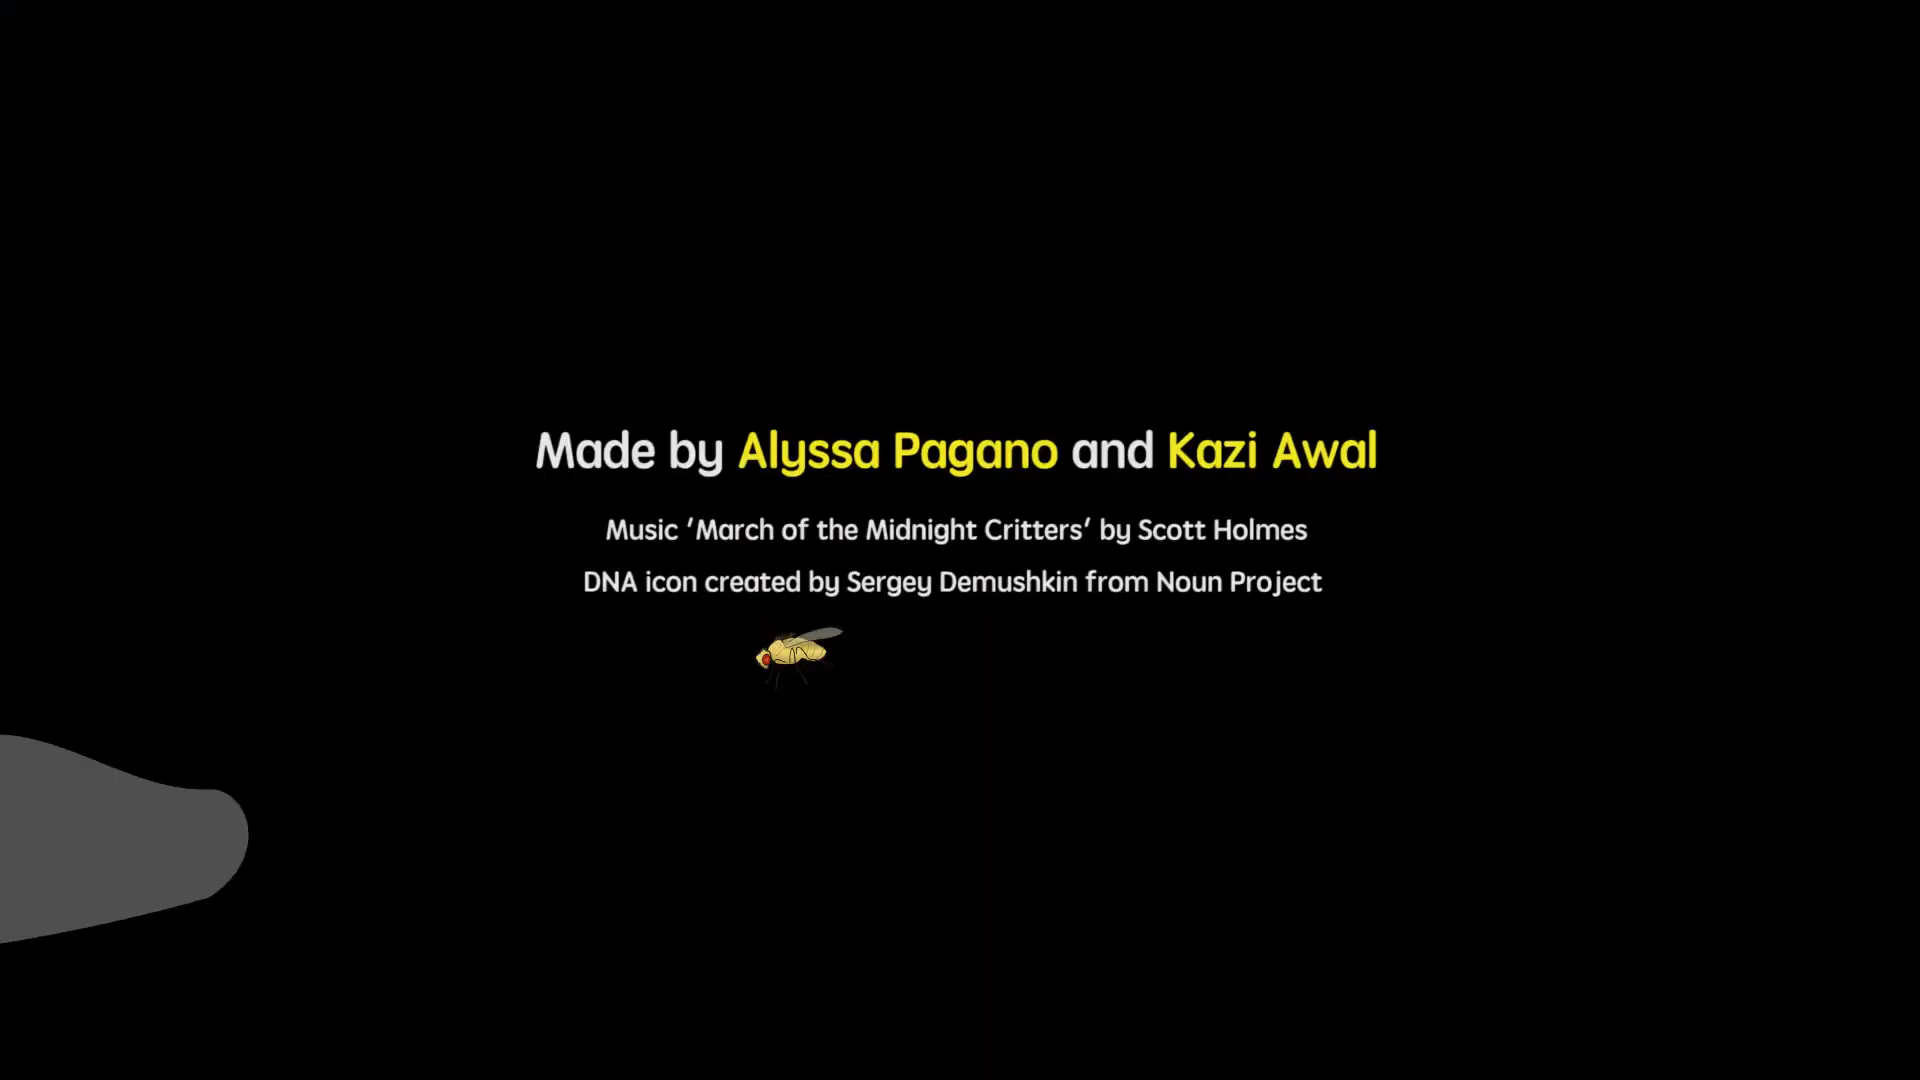 Made by Alyssa Pagano and Kazi Awal
Music ‘March of the Midnight Critters‘ by Scott Holmes
DNA icon created by Sergey Demushkin from Noun Project